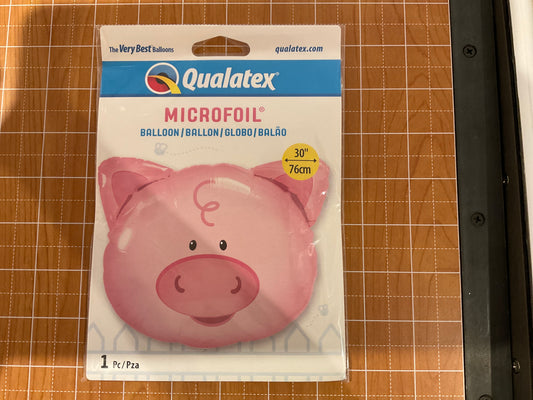 The Very Best Balloons
qualatex.com
Qualatex®
MICROFOIL®
BALLOON/BALLON/GLOBO/BALÃO
30"
76cm
1 Pc/Pza